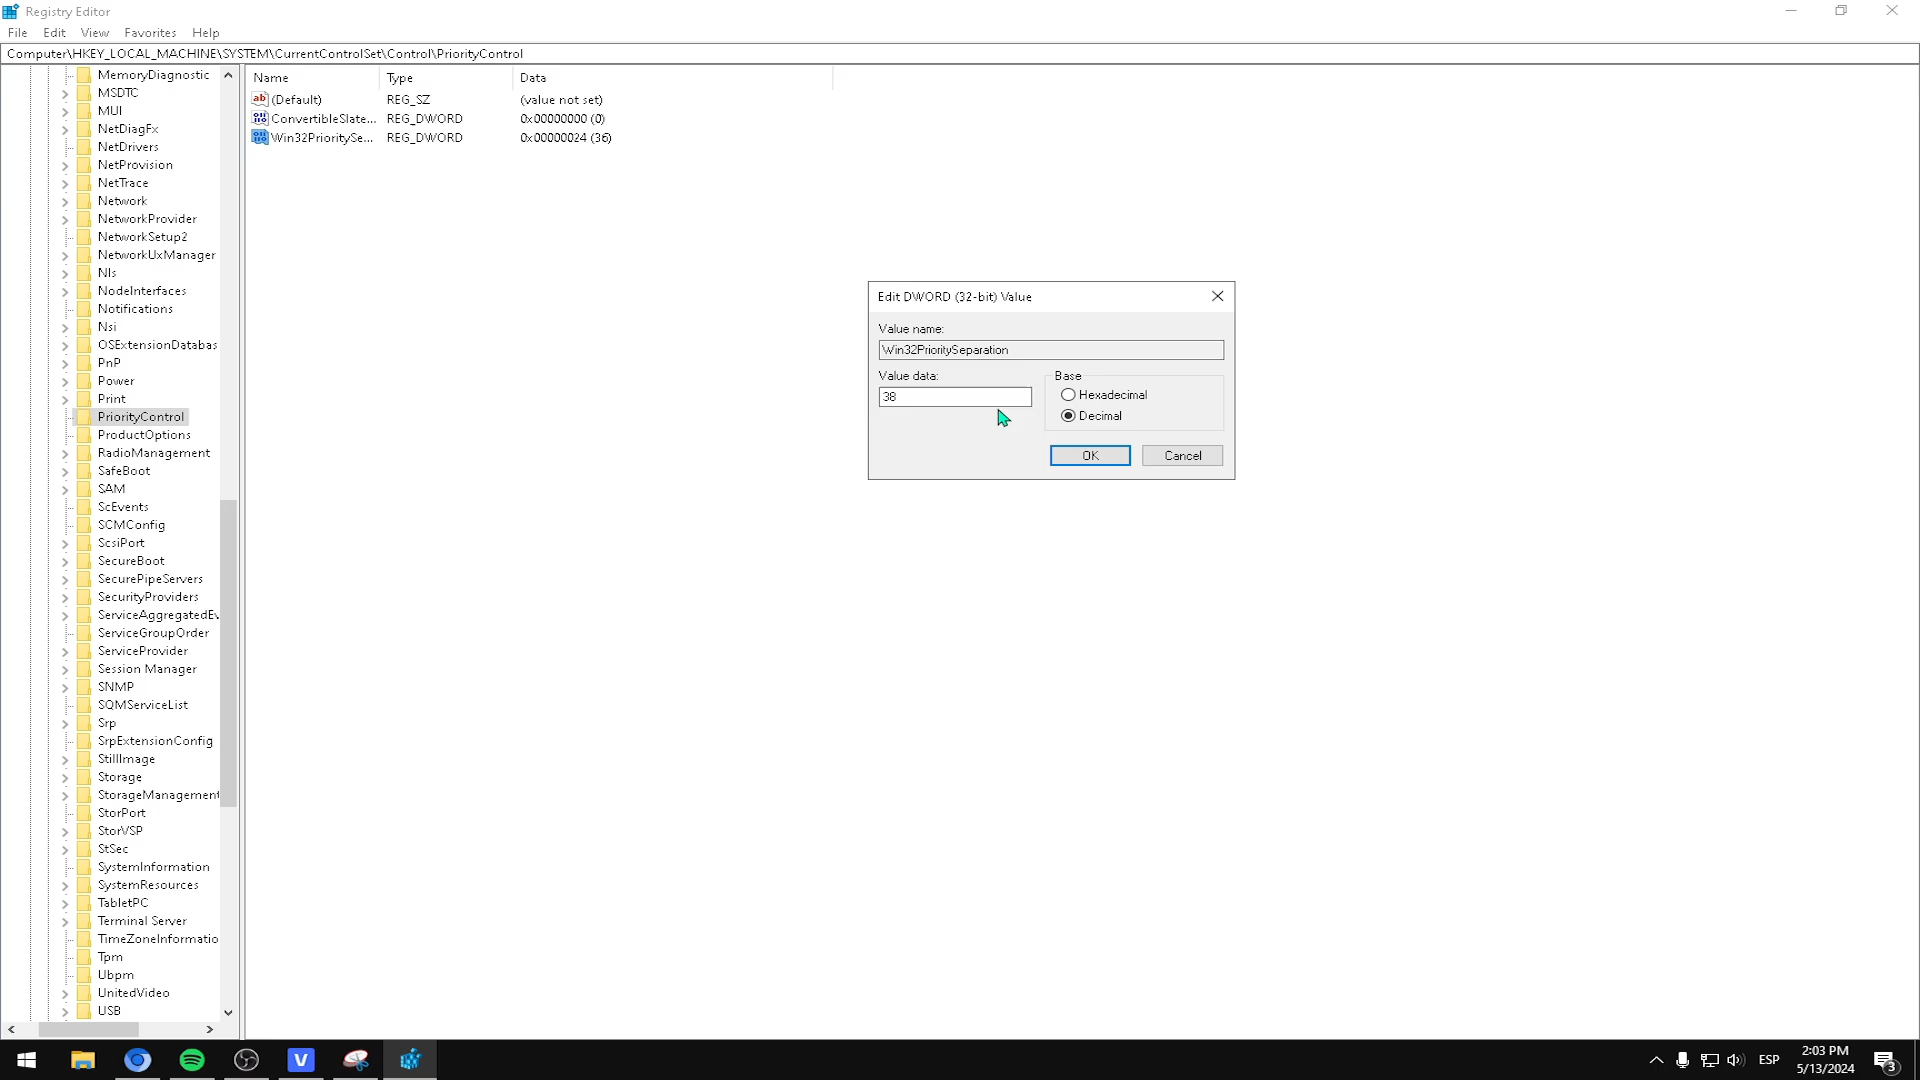 Registry Editor
File Edit View Favorites Help
Computer\HKEY_LOCAL_MACHINE\SYSTEM\CurrentControlSet\Control\PriorityControl
MemoryDiagnostic
MSDTC
MUI
NetDiagFx
NetDrivers
NetProvision
NetTrace
Network
NetworkProvider
NetworkSetup2
NetworkUxManager
Nls
NodeInterfaces
Notifications
Nsi
OSExtensionDatabas
PnP
Power
Print
PriorityControl
ProductOptions
RadioManagement
SafeBoot
SAM
ScEvents
SCMConfig
ScsiPort
SecureBoot
SecurePipeServers
SecurityProviders
ServiceAggregatedEv
ServiceGroupOrder
ServiceProvider
Session Manager
SNMP
SQMServiceList
Srp
SrpExtensionConfig
StillImage
Storage
StorageManagement
StorPort
StorVSP
StSec
SystemInformation
SystemResources
TabletPC
Terminal Server
TimeZoneInformatio
Tpm
Ubpm
UnitedVideo
USB
Name Type Data
ab (Default) REG_SZ (value not set)
ConvertibleSlate... REG_DWORD 0x00000000 (0)
Win32PrioritySe... REG_DWORD 0x00000024 (36)
Edit DWORD (32-bit) Value
Value name:
Win32PrioritySeparation
Value data:
38
Base
Hexadecimal
Decimal
OK Cancel
V
ESP
2:03 PM
5/13/2024
3